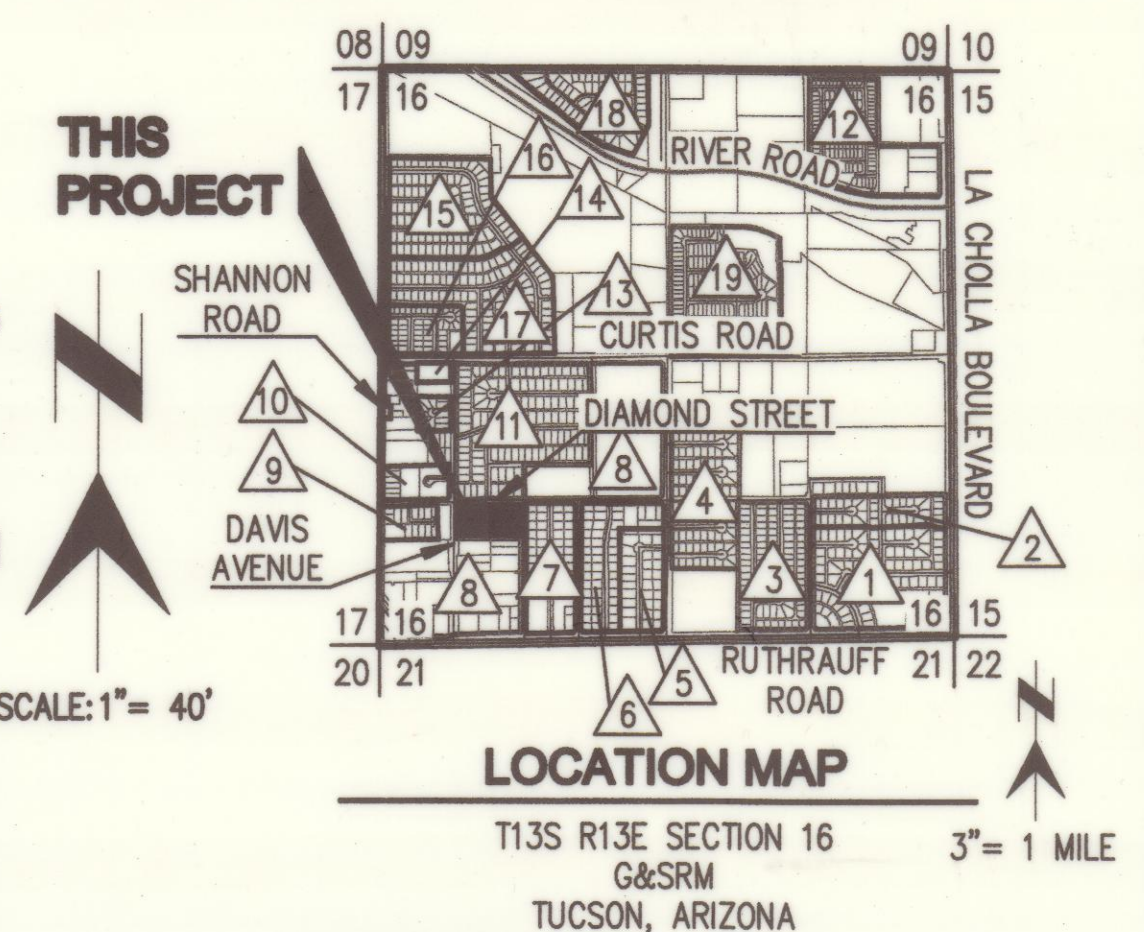 08 09
09 10
17 16
16 15
THIS
PROJECT
18
12
16
RIVER ROAD
14
15
LA CHOLLA BOULEVARD
SHANNON
ROAD
13
19
17
CURTIS ROAD
10
11
DIAMOND STREET
8
9
4
DAVIS
AVENUE
2
8
7
3
1
17 16
16 15
20 21
RUTHRAUFF
ROAD
21 22
5
6
SCALE: 1"= 40'
N
N
LOCATION MAP
T13S R13E SECTION 16
3"= 1 MILE
G&SRM
TUCSON, ARIZONA